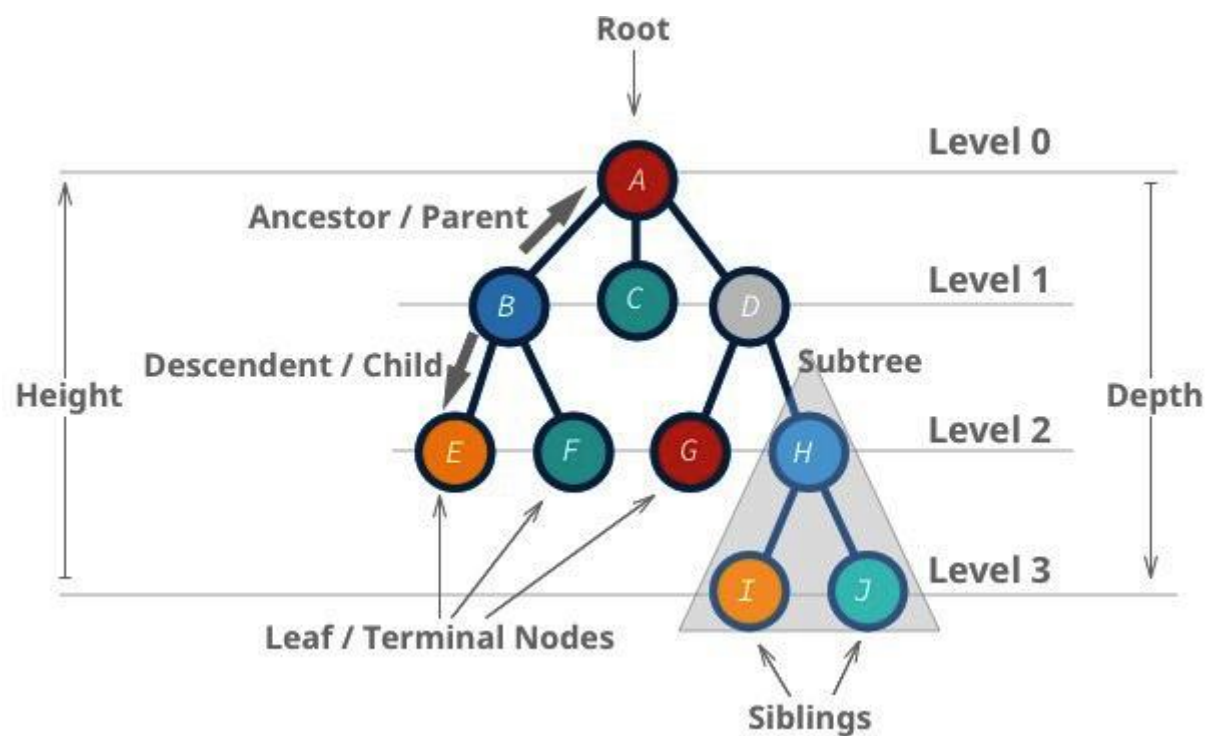 Root
Level 0
A
Ancestor / Parent
Level 1
B
C
D
Descendent / Child
Subtree
Height
Depth
Level 2
E
F
G
H
Level 3
I
J
Leaf / Terminal Nodes
Siblings